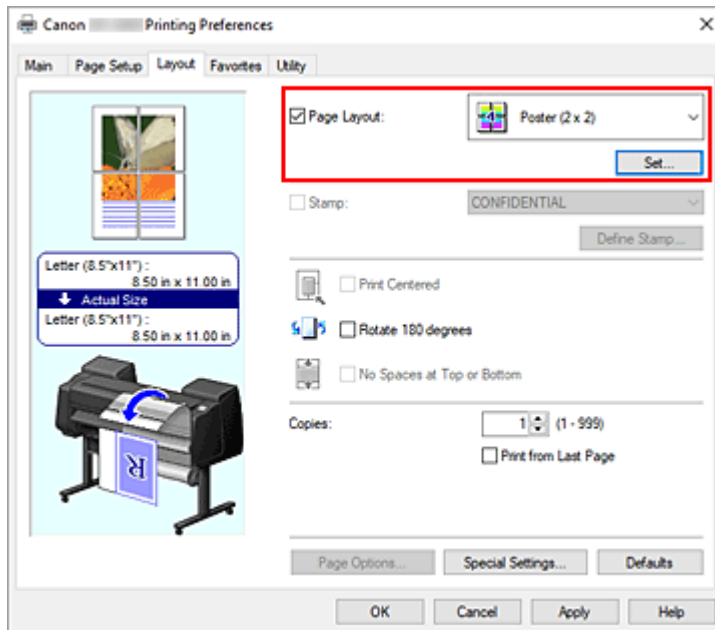 Canon Printing Preferences
Main Page Setup Layout Favorites Utility
Page Layout: Poster (2 x 2)
Set...
Stamp: CONFIDENTIAL
Define Stamp...
Letter (8.5"x11") :
8.50 in x 11.00 in
Actual Size
Letter (8.5"x11") :
8.50 in x 11.00 in
Print Centered
Rotate 180 degrees
No Spaces at Top or Bottom
Copies: 1 (1 - 999)
Print from Last Page
R
Page Options... Special Settings... Defaults
OK Cancel Apply Help